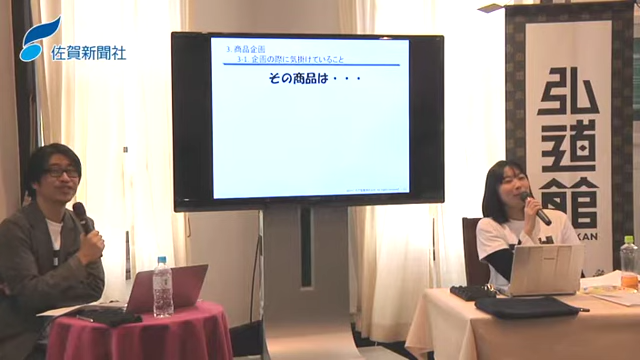 佐賀新聞社
3. 商品企画
3-1. 企画の際に気掛けていること
その商品は・・・
弘道館
KAN